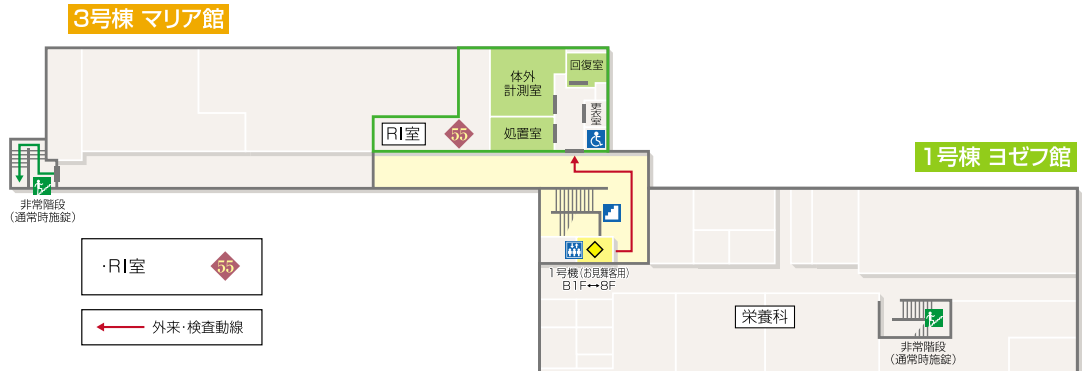 3号棟 マリア館
回復室
体外
計測室
更衣室
RI室
55
処置室
1号棟 ヨゼフ館
非常階段
(通常時施錠)
・RI室
55
1号機(お見舞客用)
B1F↔8F
外来・検査動線
栄養科
非常階段
(通常時施錠)